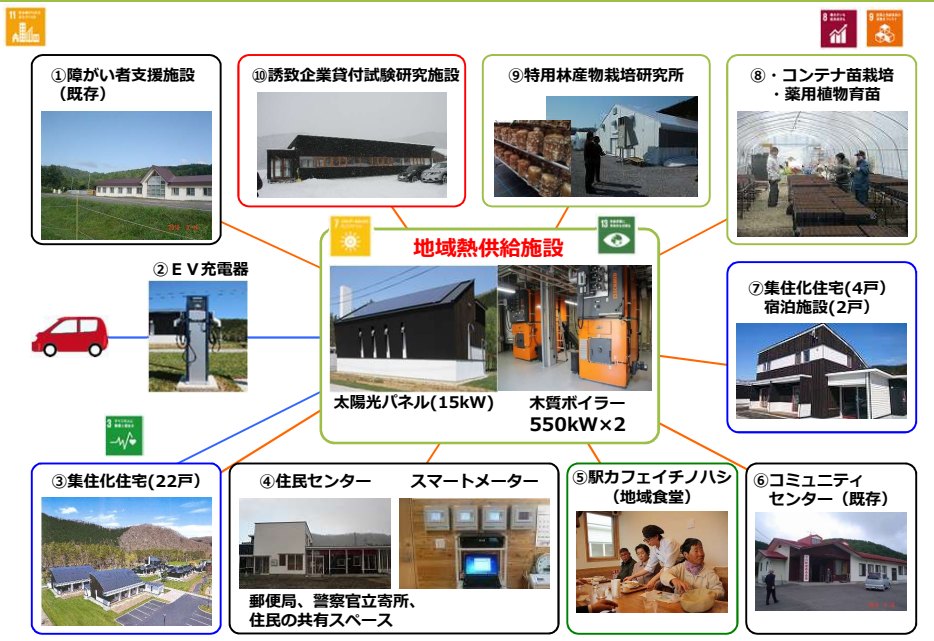 11
8
9
①障がい者支援施設
（既存）
⑩誘致企業貸付試験研究施設
⑨特用林産物栽培研究所
⑧・コンテナ苗栽培
・薬用植物育苗
7
13
地域熱供給施設
②ＥＶ充電器
太陽光パネル(15kW)
木質ボイラー
550kW×2
⑦集住化住宅(4戸)
宿泊施設(2戸)
3
③集住化住宅(22戸)
④住民センター
スマートメーター
郵便局、警察官立寄所、
住民の共有スペース
⑤駅カフェイチノハシ
（地域食堂）
⑥コミュニティ
センター（既存）